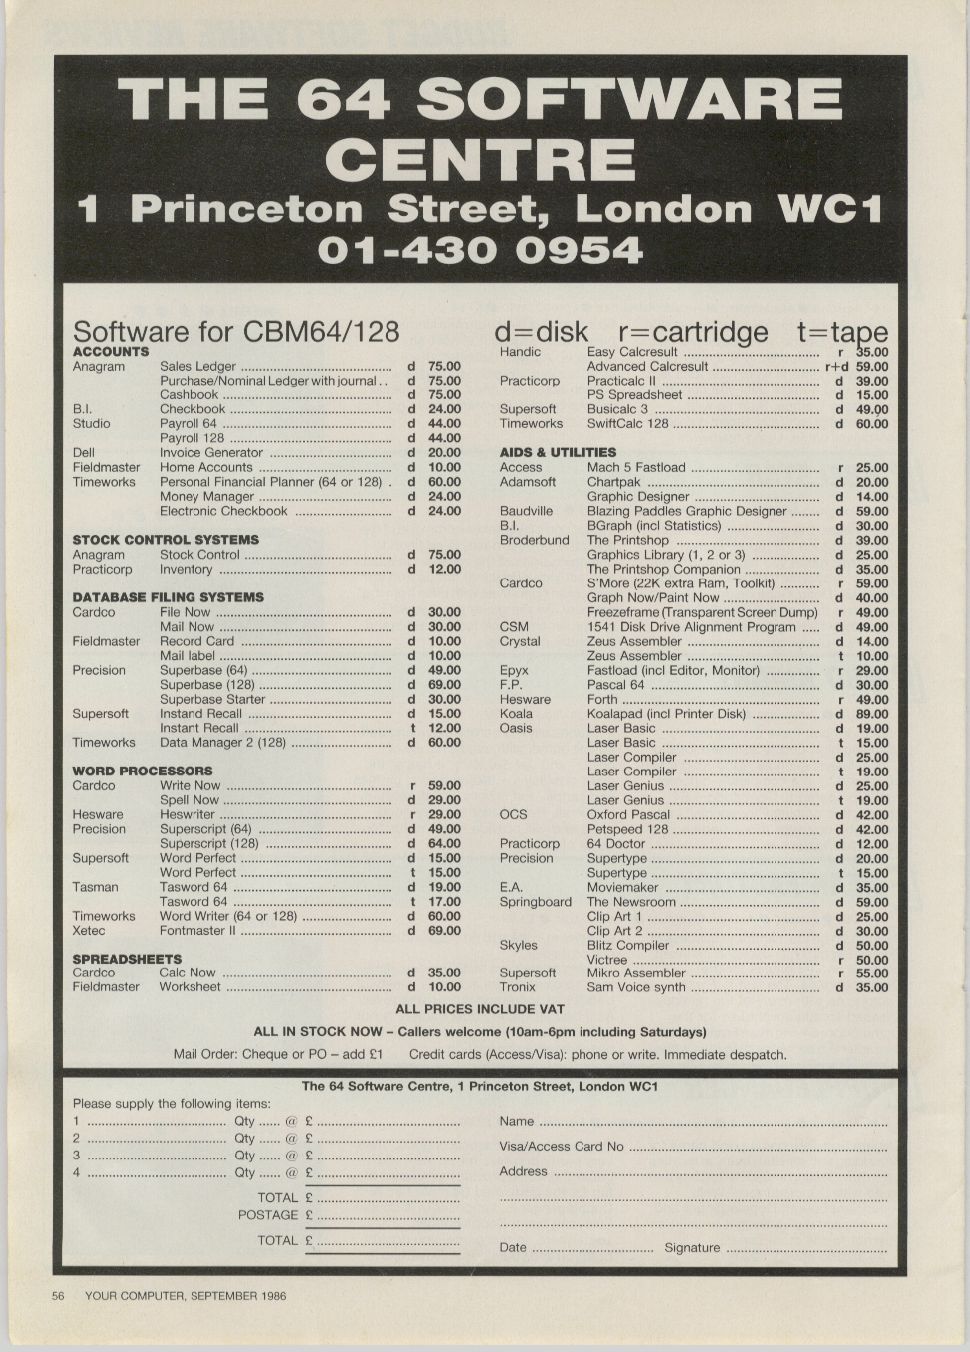 THE 64 SOFTWARE
CENTRE
1 Princeton Street, London WC1
01-430 0954
Software for CBM64/128
ACCOUNTS
Anagram Sales Ledger d 75.00
Purchase/Nominal Ledger with journal d 75.00
Cashbook d 75.00
B.I. Checkbook d 24.00
Studio Payroll 64 d 44.00
Payroll 128 d 44.00
Dell Invoice Generator d 20.00
Fieldmaster Home Accounts d 10.00
Timeworks Personal Financial Planner (64 or 128) d 60.00
Money Manager d 24.00
Electronic Checkbook d 24.00
STOCK CONTROL SYSTEMS
Anagram Stock Control d 75.00
Practicorp Inventory d 12.00
DATABASE FILING SYSTEMS
Cardco File Now d 30.00
Mail Now d 30.00
Fieldmaster Record Card d 10.00
Mail label d 10.00
Precision Superbase (64) d 49.00
Superbase (128) d 69.00
Superbase Starter d 30.00
Supersoft Instand Recall d 15.00
Instart Recall t 12.00
Timeworks Data Manager 2 (128) d 60.00
WORD PROCESSORS
Cardco Write Now r 59.00
Spell Now d 29.00
Hesware Heswriter r 29.00
Precision Superscript (64) d 49.00
Superscript (128) d 64.00
Supersoft Word Perfect d 15.00
Word Perfect t 15.00
Tasman Tasword 64 d 19.00
Tasword 64 t 17.00
Timeworks Word Writer (64 or 128) d 60.00
Xetec Fontmaster II d 69.00
SPREADSHEETS
Cardco Calc Now d 35.00
Fieldmaster Worksheet d 10.00
d=disk r=cartridge t=tape
Handic Easy Calcresult r 35.00
Advanced Calcresult r+d 59.00
Practicorp Practicalc II d 39.00
PS Spreadsheet d 15.00
Supersoft Busicalc 3 d 49.00
Timeworks SwiftCalc 128 d 60.00
AIDS & UTILITIES
Access Mach 5 Fastload r 25.00
Adamsoft Chartpak d 20.00
Graphic Designer d 14.00
Baudville Blazing Paddles Graphic Designer d 59.00
B.I. BGraph (incl Statistics) d 30.00
Broderbund The Printshop d 39.00
Graphics Library (1, 2 or 3) d 25.00
The Printshop Companion d 35.00
Cardco S'More (22K extra Ram, Toolkit) r 59.00
Graph Now/Paint Now d 40.00
Freezeframe (Transparent Screer Dump) r 49.00
CSM 1541 Disk Drive Alignment Program d 49.00
Crystal Zeus Assembler d 14.00
Zeus Assembler t 10.00
Epyx Fastload (incl Editor, Monitor) r 29.00
F.P. Pascal 64 d 30.00
Hesware Forth r 49.00
Koala Koalapad (incl Printer Disk) d 89.00
Oasis Laser Basic d 19.00
Laser Basic t 15.00
Laser Compiler d 25.00
Laser Compiler t 19.00
Laser Genius d 25.00
Laser Genius t 19.00
OCS Oxford Pascal d 42.00
Petspeed 128 d 42.00
Practicorp 64 Doctor d 12.00
Precision Supertype d 20.00
Supertype t 15.00
E.A. Moviemaker d 35.00
Springboard The Newsroom d 59.00
Clip Art 1 d 25.00
Clip Art 2 d 30.00
Skyles Blitz Compiler d 50.00
Victree r 50.00
Supersoft Mikro Assembler r 55.00
Tronix Sam Voice synth d 35.00
ALL PRICES INCLUDE VAT
ALL IN STOCK NOW – Callers welcome (10am-6pm including Saturdays)
Mail Order: Cheque or PO – add £1 Credit cards (Access/Visa): phone or write. Immediate despatch.
The 64 Software Centre, 1 Princeton Street, London WC1
Please supply the following items:
1 Qty @ £
2 Qty @ £
3 Qty @ £
4 Qty @ £
TOTAL £
POSTAGE £
TOTAL £
Name
Visa/Access Card No
Address
Date Signature
56 YOUR COMPUTER, SEPTEMBER 1986